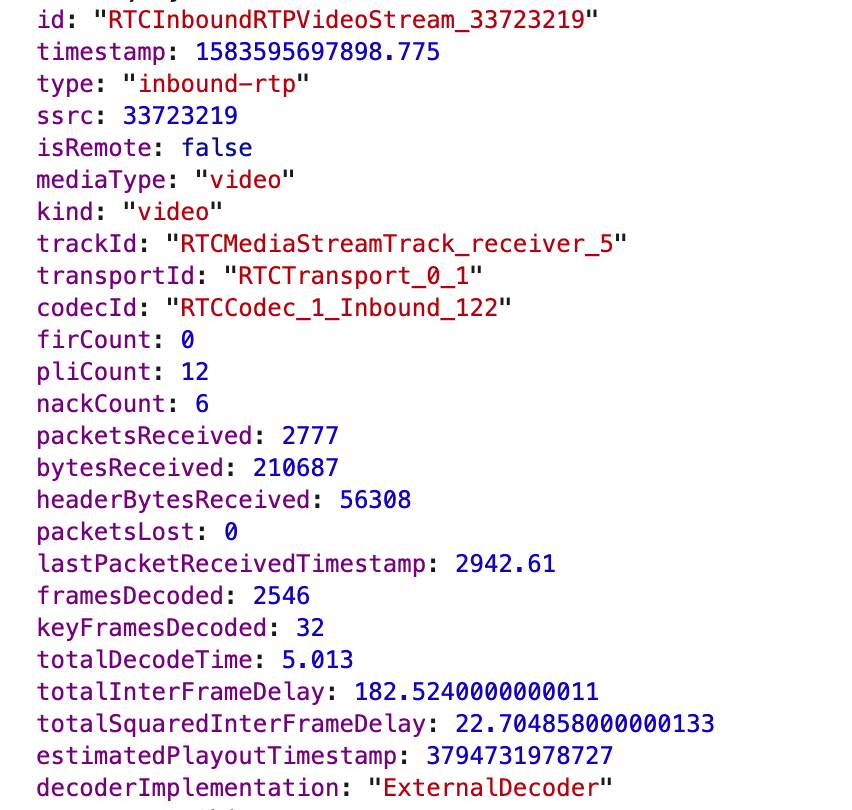 id: "RTCInboundRTPVideoStream_33723219"
timestamp: 1583595697898.775
type: "inbound-rtp"
ssrc: 33723219
isRemote: false
mediaType: "video"
kind: "video"
trackId: "RTCMediaStreamTrack_receiver_5"
transportId: "RTCTransport_0_1"
codecId: "RTCCodec_1_Inbound_122"
firCount: 0
pliCount: 12
nackCount: 6
packetsReceived: 2777
bytesReceived: 210687
headerBytesReceived: 56308
packetsLost: 0
lastPacketReceivedTimestamp: 2942.61
framesDecoded: 2546
keyFramesDecoded: 32
totalDecodeTime: 5.013
totalInterFrameDelay: 182.5240000000011
totalSquaredInterFrameDelay: 22.704858000000133
estimatedPlayoutTimestamp: 3794731978727
decoderImplementation: "ExternalDecoder"